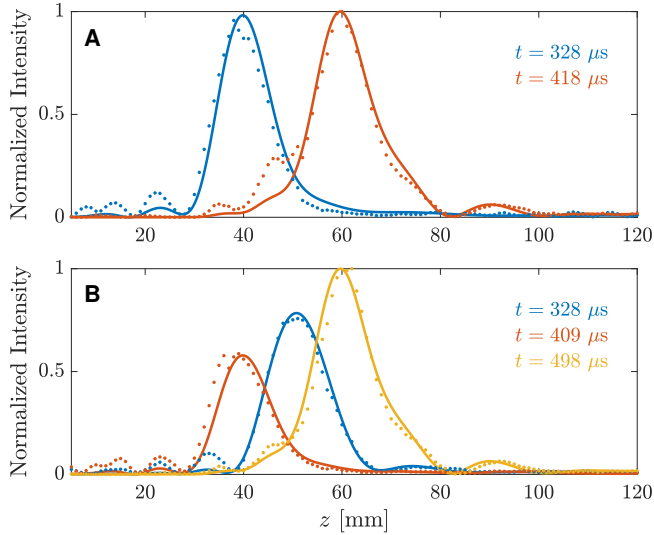 A
Normalized Intensity
1
0.5
0
t = 328 μs
t = 418 μs
20 40 60 80 100 120
B
Normalized Intensity
1
0.5
0
t = 328 μs
t = 409 μs
t = 498 μs
20 40 60 80 100 120
z [mm]